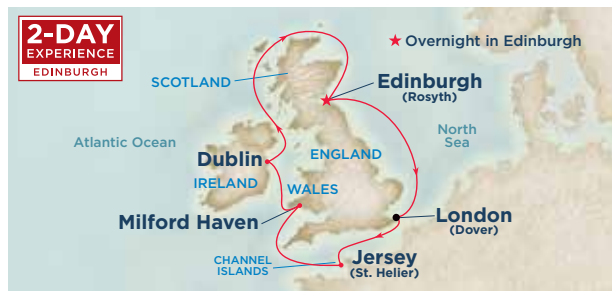 2-DAY
EXPERIENCE
EDINBURGH
★ Overnight in Edinburgh
SCOTLAND
Edinburgh
(Rosyth)
Atlantic Ocean
North
Sea
Dublin
ENGLAND
IRELAND
WALES
Milford Haven
London
(Dover)
CHANNEL
ISLANDS
Jersey
(St. Helier)